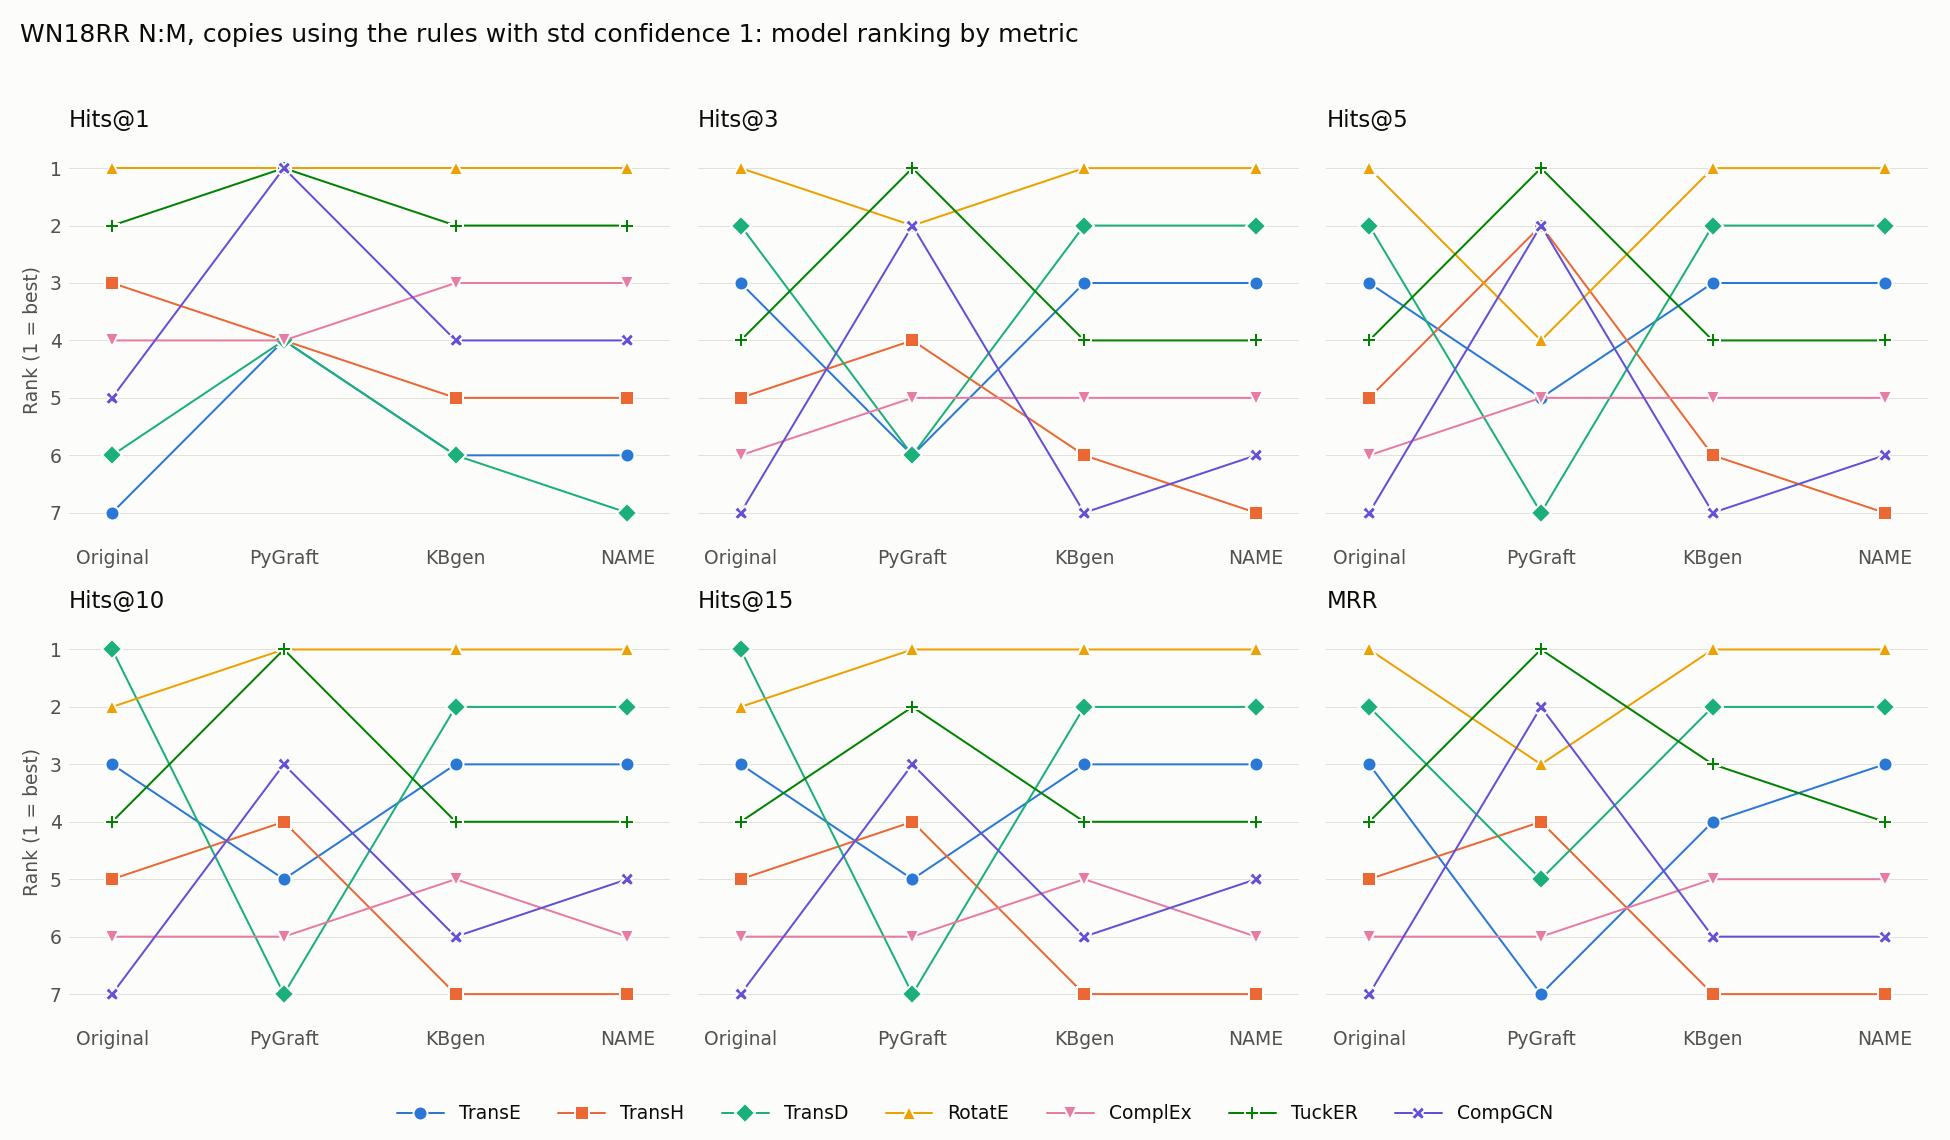 WN18RR N:M, copies using the rules with std confidence 1: model ranking by metric
Hits@1
Hits@3
Hits@5
Rank (1 = best)
1
2
3
4
5
6
7
Original PyGraft KBgen NAME
Original PyGraft KBgen NAME
Original PyGraft KBgen NAME
Hits@10
Hits@15
MRR
Rank (1 = best)
1
2
3
4
5
6
7
Original PyGraft KBgen NAME
Original PyGraft KBgen NAME
Original PyGraft KBgen NAME
TransE TransH TransD RotatE ComplEx TuckER CompGCN